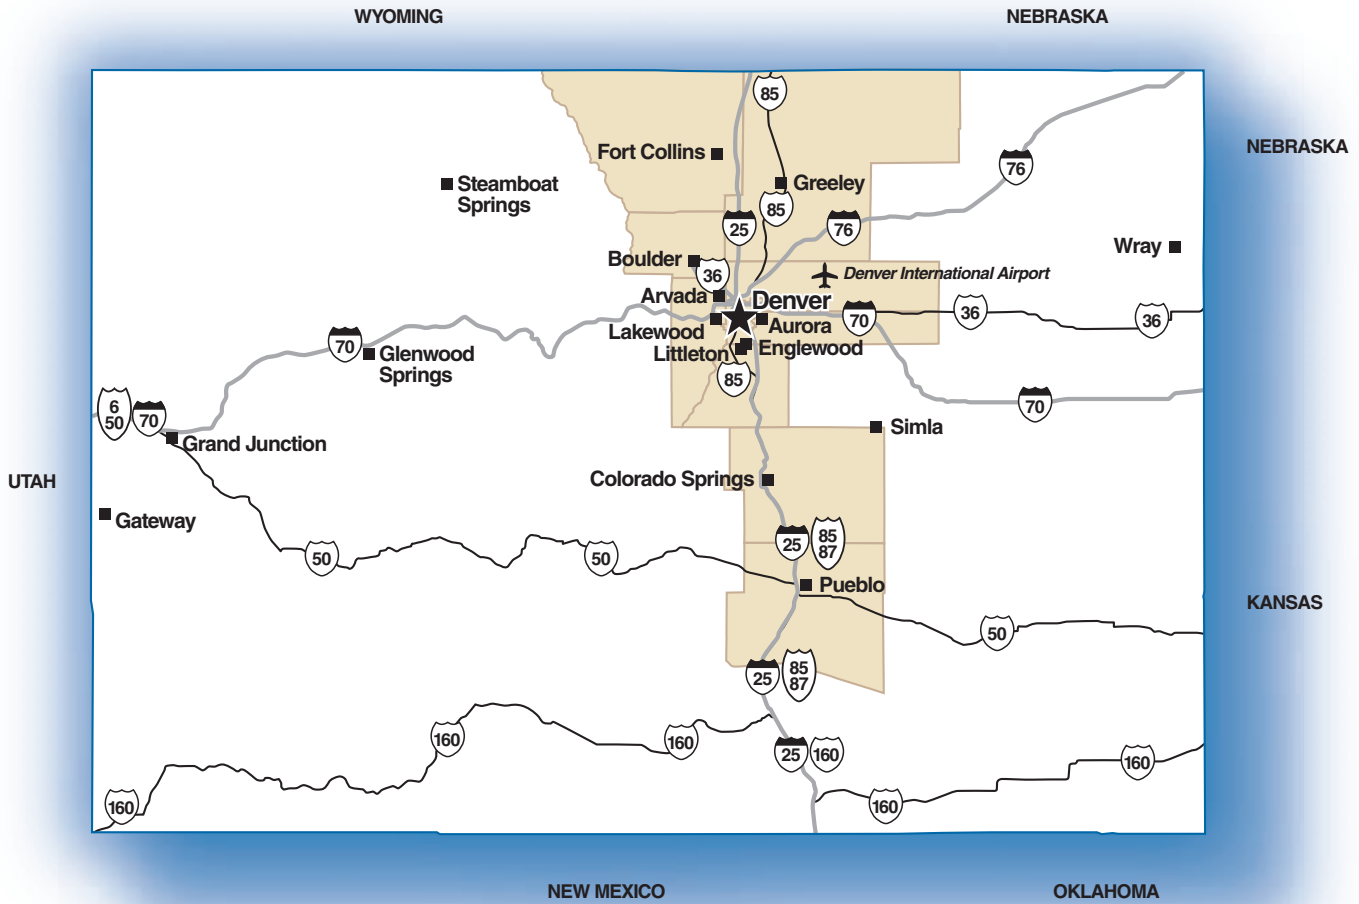 WYOMING
NEBRASKA
85
Fort Collins
NEBRASKA
76
Steamboat
Springs
Greeley
85
25
76
Wray
Boulder
36
Denver International Airport
Arvada
Denver
Lakewood
Aurora
70
36
36
Littleton
Englewood
70
Glenwood
Springs
85
6
50
70
70
Simla
Grand Junction
UTAH
Colorado Springs
Gateway
25
85
87
50
50
Pueblo
KANSAS
50
25
85
87
160
160
25
160
160
160
160
NEW MEXICO
OKLAHOMA